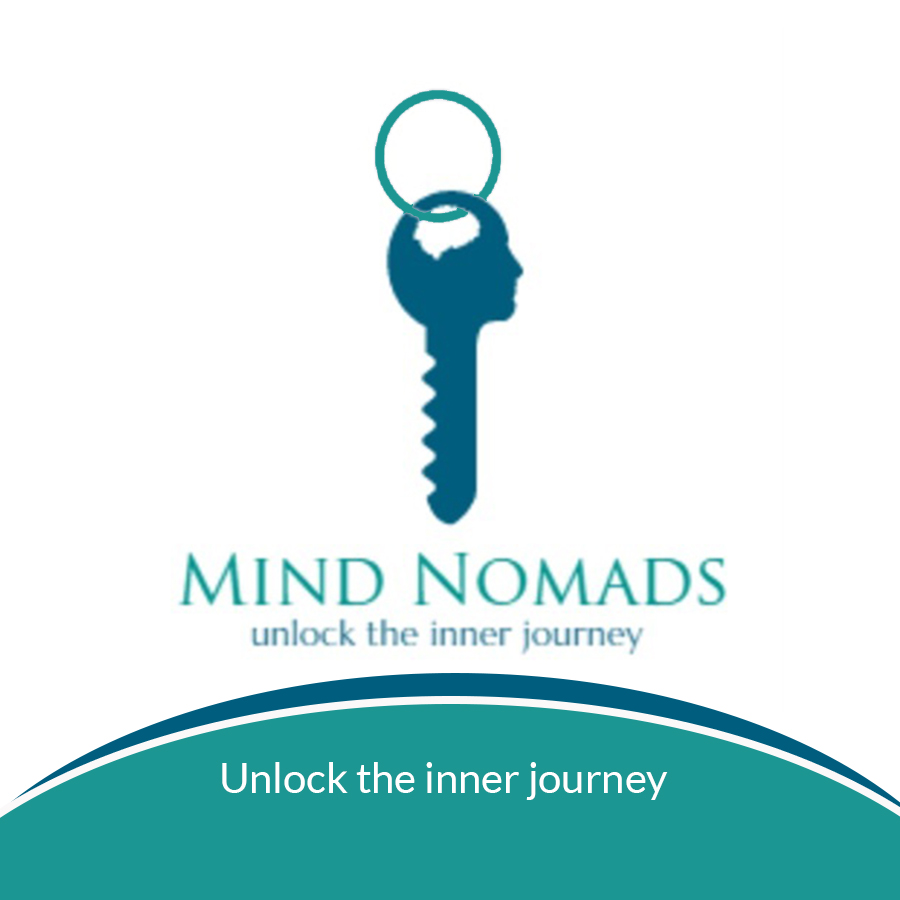 MIND NOMADS
unlock the inner journey
Unlock the inner journey